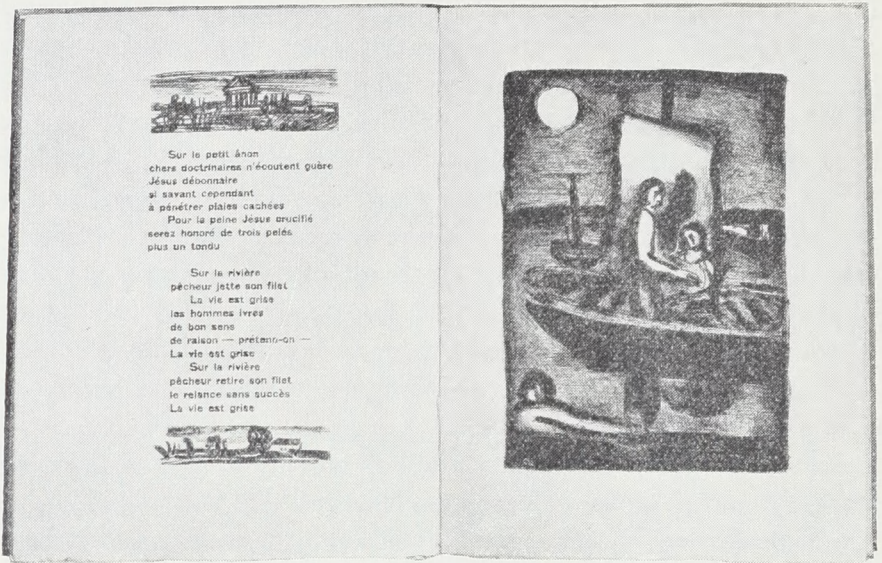 Sur le petit ânon
chers doctrinaires n'écoutent guère
Jésus débonnaire
si savant cependant
à pénétrer plaies cachées
Pour la peine Jésus crucifié
serez honoré de trois pelés
plus un tondu
Sur la rivière
pêcheur jette son filet
La vie est grise
les hommes ivres
de bon sens
de raison — prétend-on —
La vie est grise
Sur la rivière
pêcheur retire son filet
le relance sans succès
La vie est grise